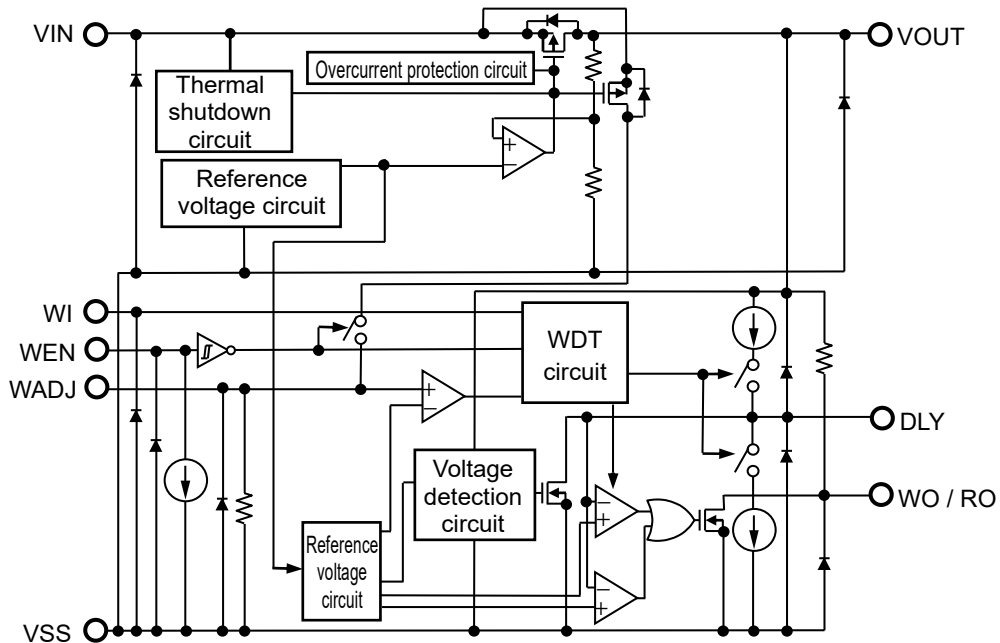 VIN
VOUT
Overcurrent protection circuit
Thermal
shutdown
circuit
+
−
Reference
voltage circuit
WI
WEN
WADJ
WDT
circuit
+
−
DLY
Voltage
detection
circuit
−
+
WO / RO
Reference
voltage
circuit
−
+
VSS